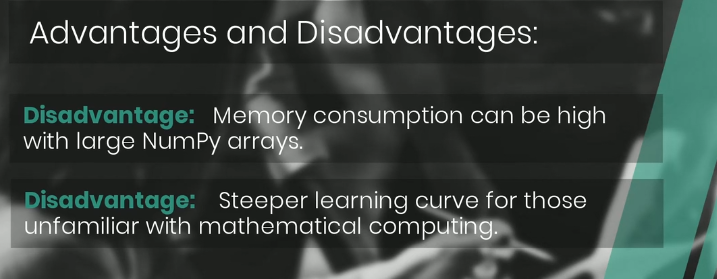 Advantages and Disadvantages:
Disadvantage: Memory consumption can be high
with large NumPy arrays.
Disadvantage: Steeper learning curve for those
unfamiliar with mathematical computing.